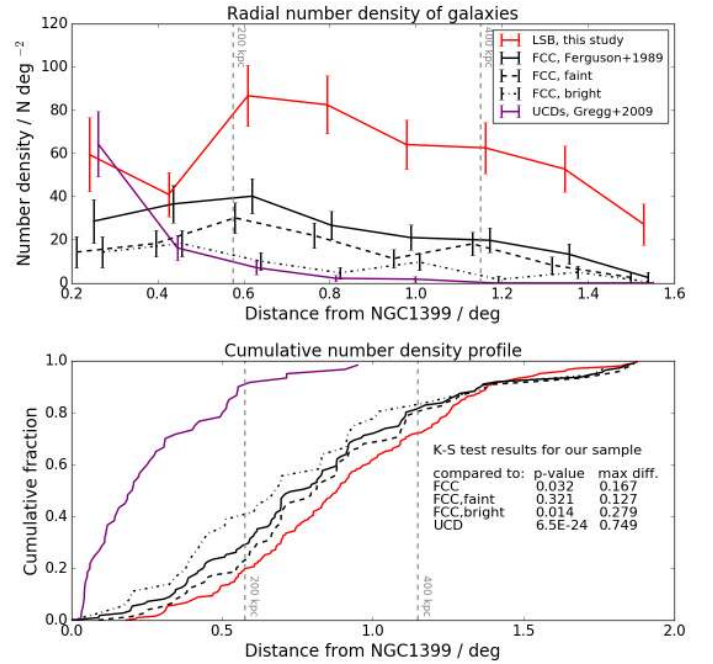 Radial number density of galaxies
120
100
80
60
40
20
0
Number density / N deg −2
200 kpc
400 kpc
LSB, this study
FCC, Ferguson+1989
FCC, faint
FCC, bright
UCDs, Gregg+2009
0.2 0.4 0.6 0.8 1.0 1.2 1.4 1.6
Distance from NGC1399 / deg
Cumulative number density profile
1.0
0.8
0.6
0.4
0.2
0.0
Cumulative fraction
K-S test results for our sample
compared to: p-value max diff.
FCC 0.032 0.167
FCC,faint 0.321 0.127
FCC,bright 0.014 0.279
UCD 6.5E-24 0.749
200 kpc
400 kpc
0.0 0.5 1.0 1.5 2.0
Distance from NGC1399 / deg